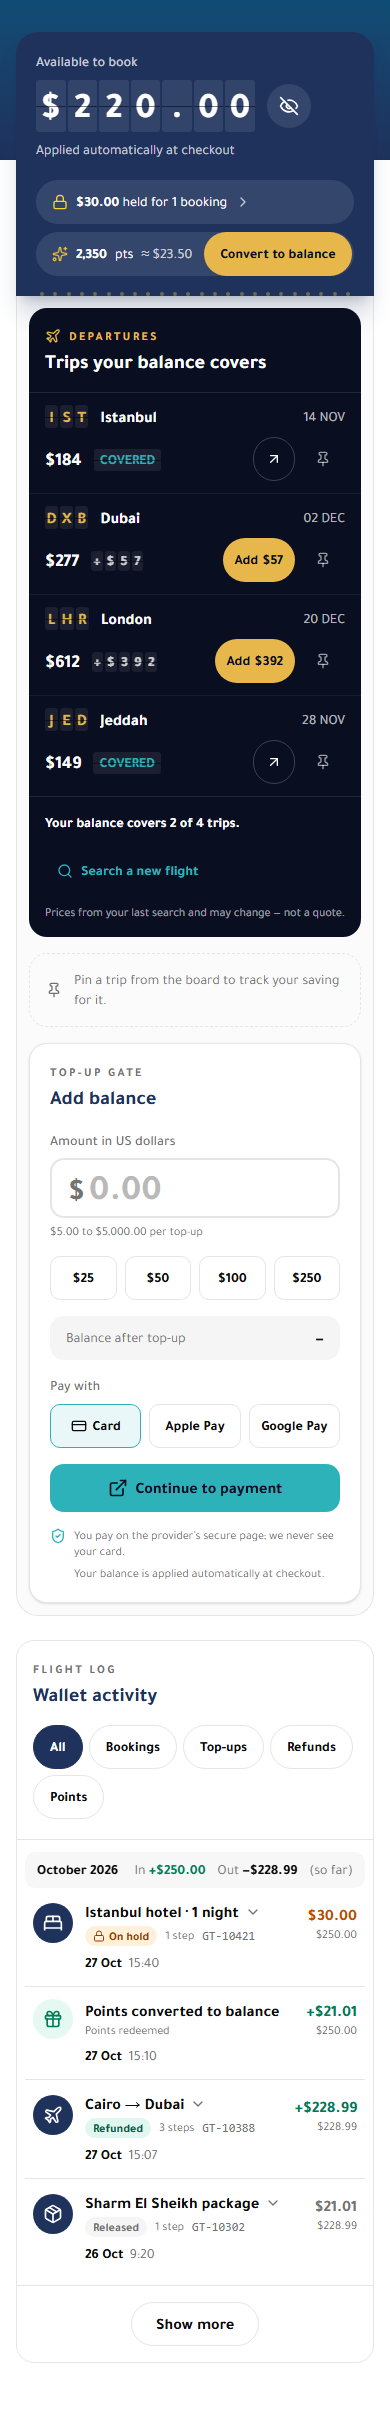 Available to book
$220.00
Applied automatically at checkout
$30.00 held for 1 booking
2,350 pts ≈ $23.50 Convert to balance
DEPARTURES
Trips your balance covers
IST Istanbul 14 NOV
$184 COVERED
DXB Dubai 02 DEC
$277 +$57 Add $57
LHR London 20 DEC
$612 +$392 Add $392
JED Jeddah 28 NOV
$149 COVERED
Your balance covers 2 of 4 trips.
Search a new flight
Prices from your last search and may change — not a quote.
Pin a trip from the board to track your saving
for it.
TOP-UP GATE
Add balance
Amount in US dollars
$ 0.00
$5.00 to $5,000.00 per top-up
$25 $50 $100 $250
Balance after top-up –
Pay with
Card Apple Pay Google Pay
Continue to payment
You pay on the provider's secure page; we never see
your card.
Your balance is applied automatically at checkout.
FLIGHT LOG
Wallet activity
All Bookings Top-ups Refunds
Points
October 2026 In +$250.00 Out −$228.99 (so far)
Istanbul hotel · 1 night $30.00
On hold 1 step GT-10421 $250.00
27 Oct 15:40
Points converted to balance +$21.01
Points redeemed $250.00
27 Oct 15:10
Cairo → Dubai +$228.99
Refunded 3 steps GT-10388 $228.99
27 Oct 15:07
Sharm El Sheikh package $21.01
Released 1 step GT-10302 $228.99
26 Oct 9:20
Show more